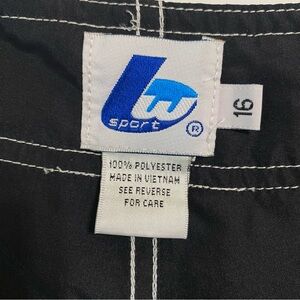 sport
®
16
100% POLYESTER
MADE IN VIETNAM
SEE REVERSE
FOR CARE